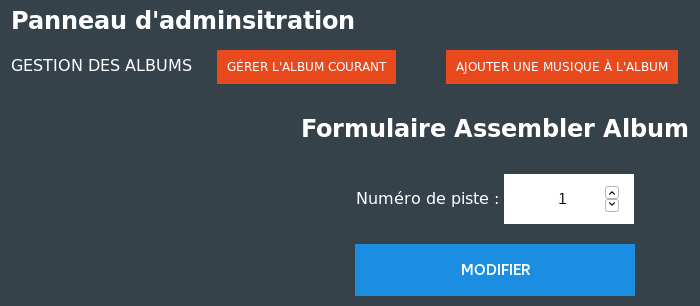 Panneau d'adminsitration
GESTION DES ALBUMS GÉRER L'ALBUM COURANT AJOUTER UNE MUSIQUE À L'ALBUM
Formulaire Assembler Album
Numéro de piste : 1
MODIFIER